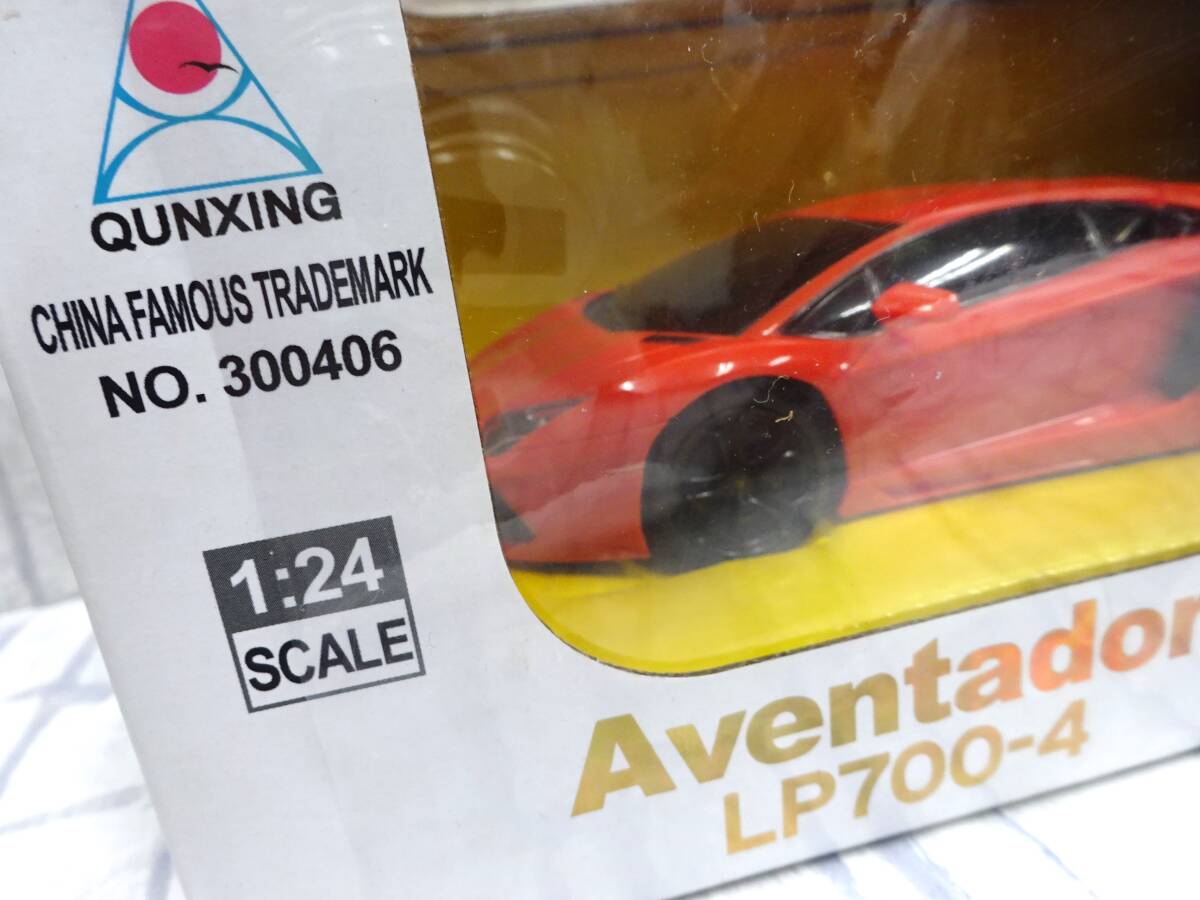 QUNXING
CHINA FAMOUS TRADEMARK
NO. 300406
1:24
SCALE
Aventador
LP700-4